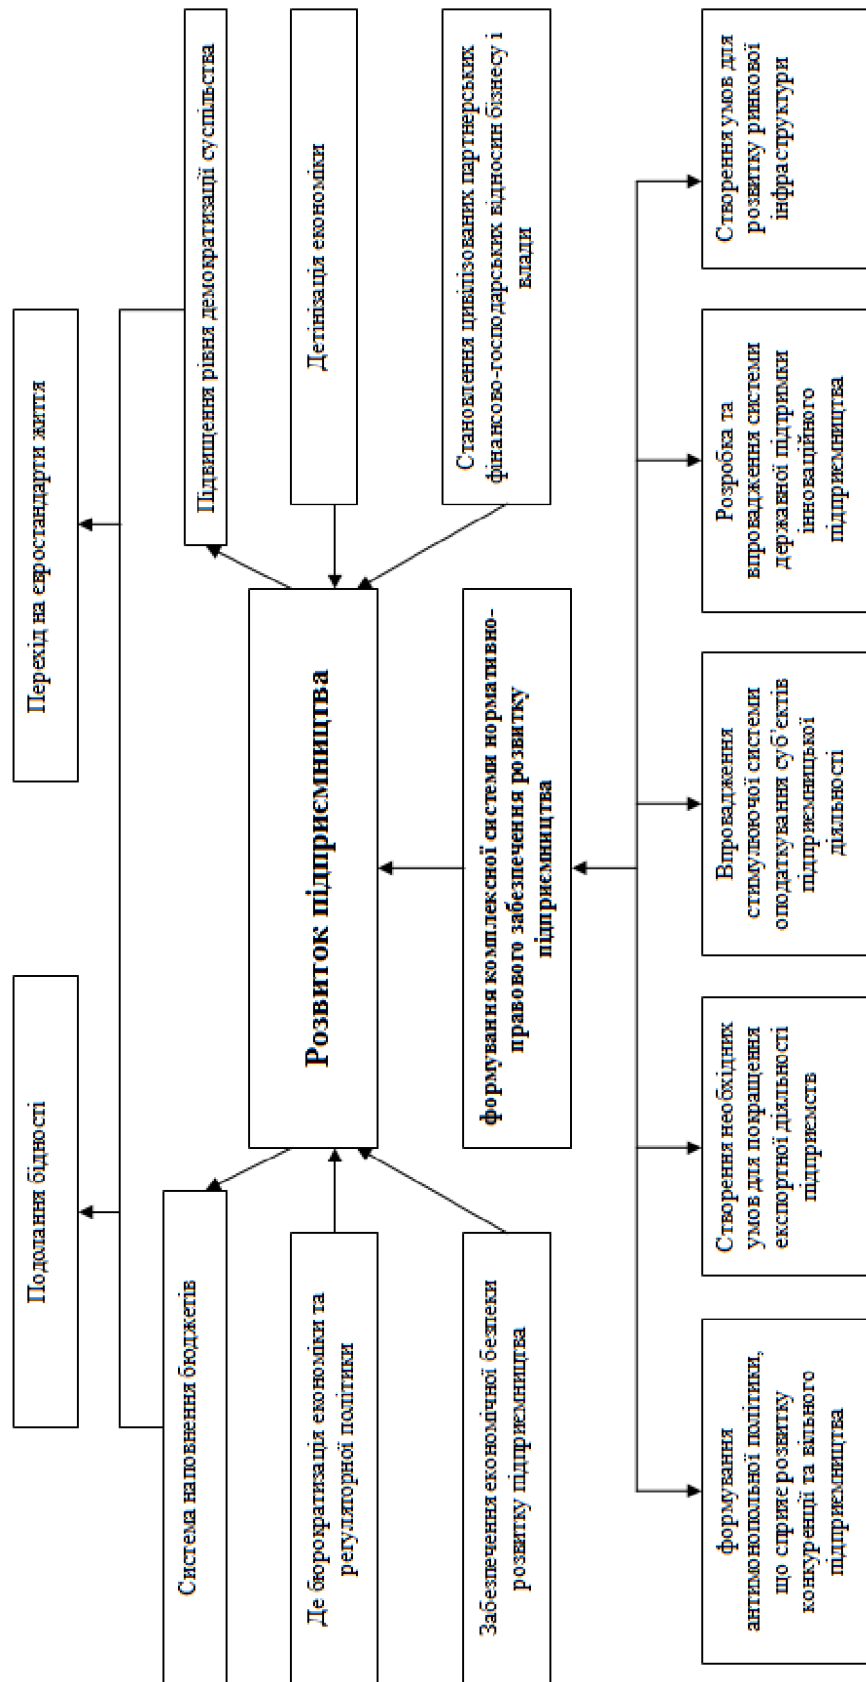 Подолання бідності
Перехід на євростандарти життя
Система наповнення бюджетів
Підвищення рівня демократизації суспільства
Розвиток підприємництва
Де бюрократизація економіки та
регуляторної політики
Детінізація економіки
Забезпечення економічної безпеки
розвитку підприємництва
формування комплексної системи нормативно-
правового забезпечення розвитку
підприємництва
Становлення цивілізованих партнерських
фінансово-господарських відносин бізнесу і
влади
формування
антимонопольної політики,
що сприяє розвитку
конкуренції та вільного
підприємництва
Створення необхідних
умов для покращення
експортної діяльності
підприємств
Впровадження
стимулюючої системи
оподаткування суб’єктів
підприємницької
діяльності
Розробка та
впровадження системи
державної підтримки
інноваційного
підприємництва
Створення умов для
розвитку ринкової
інфраструктури